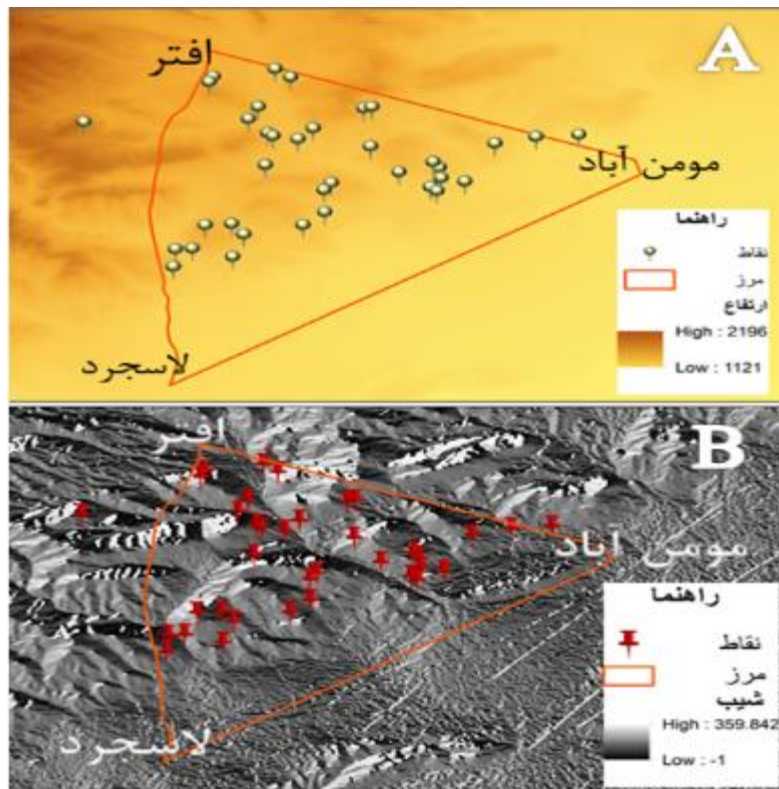 A
افتر
مومن آباد
لاسجرد
راهنما
نقاط
مرز
ارتفاع
High : 2196
Low : 1121
B
افتر
مومن آباد
لاسجرد
راهنما
نقاط
مرز
شیب
High : 359.842
Low : -1